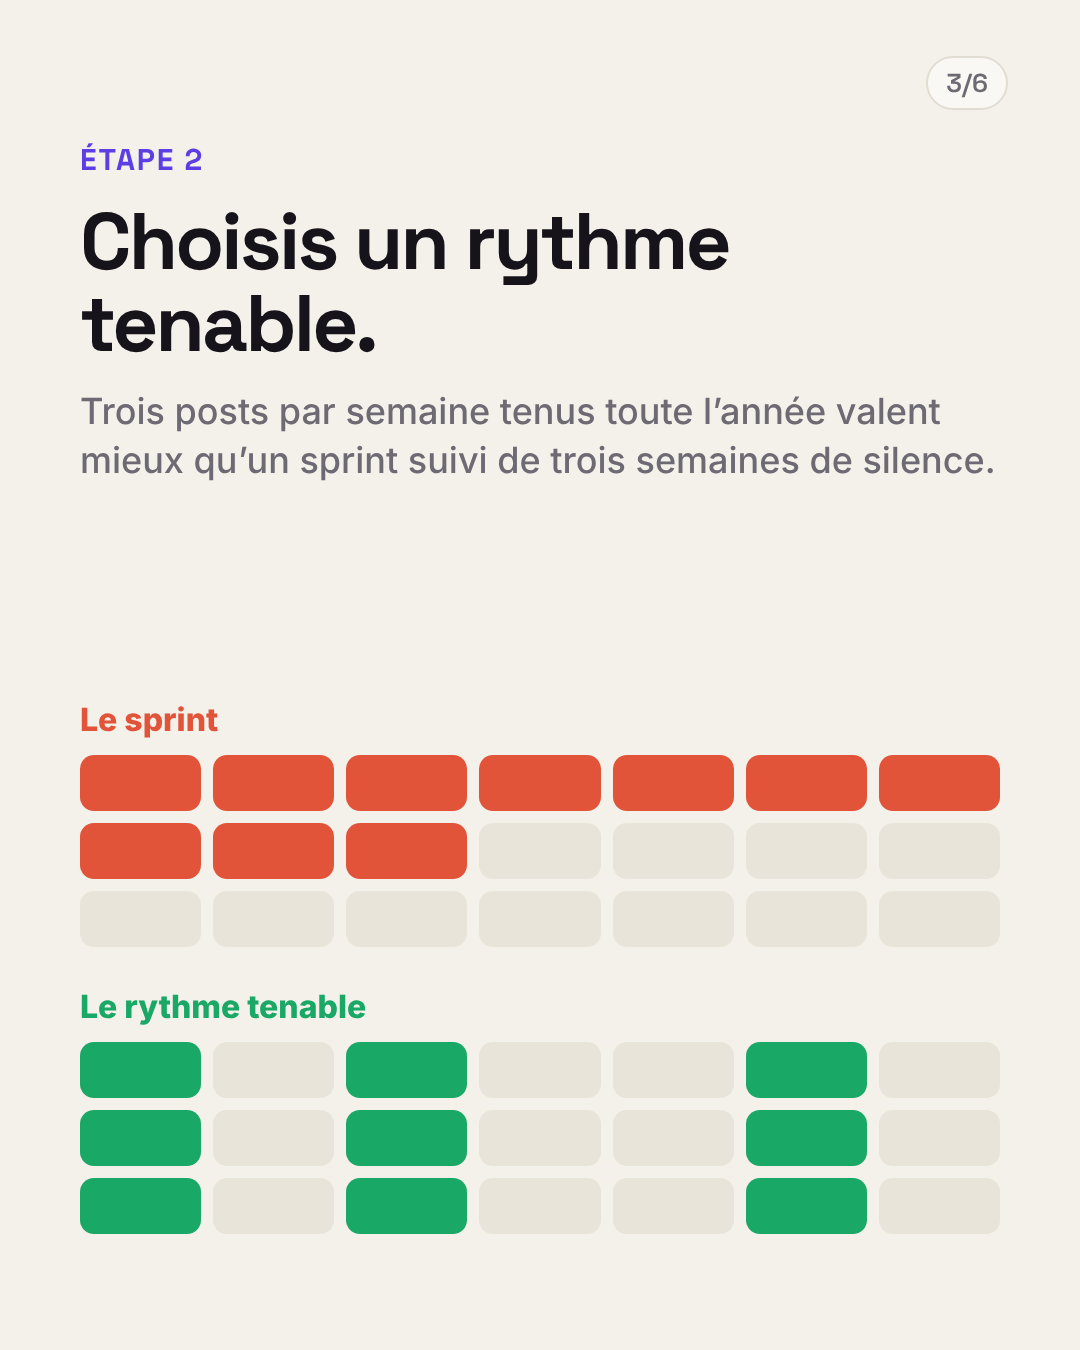 3/6
ÉTAPE 2
Choisis un rythme
tenable.
Trois posts par semaine tenus toute l’année valent
mieux qu’un sprint suivi de trois semaines de silence.
Le sprint
Le rythme tenable